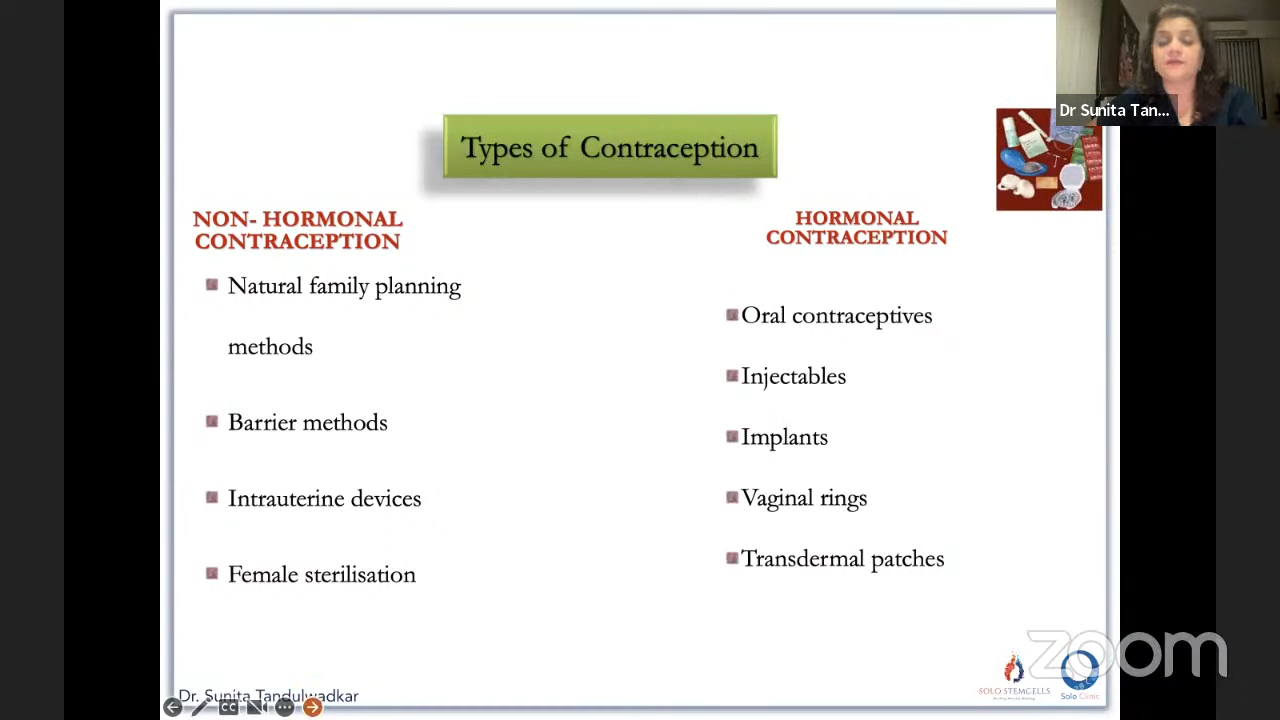 Types of Contraception
NON- HORMONAL
CONTRACEPTION
Natural family planning
methods
Barrier methods
Intrauterine devices
Female sterilisation
HORMONAL
CONTRACEPTION
Oral contraceptives
Injectables
Implants
Vaginal rings
Transdermal patches
Dr Sunita Tan...
Dr. Sunita Tandulwadkar
CC
SOLO STEMCELLS
Solo Clinic
zoom